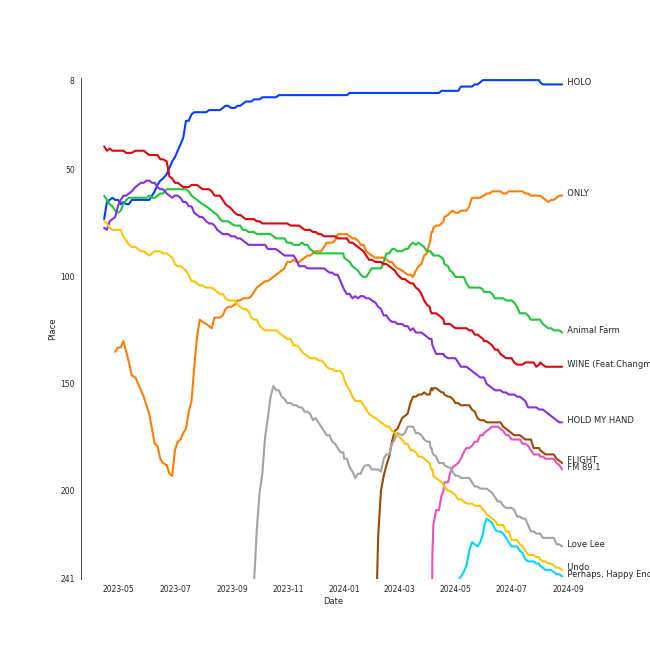 8
HOLO
50
ONLY
100
Place
Animal Farm
WINE (Feat.Changm
150
HOLD MY HAND
FLIGHT
FM 89.1
200
Love Lee
Undo
Perhaps, Happy End
241
2023-05
2023-07
2023-09
2023-11
2024-01
2024-03
2024-05
2024-07
2024-09
Date